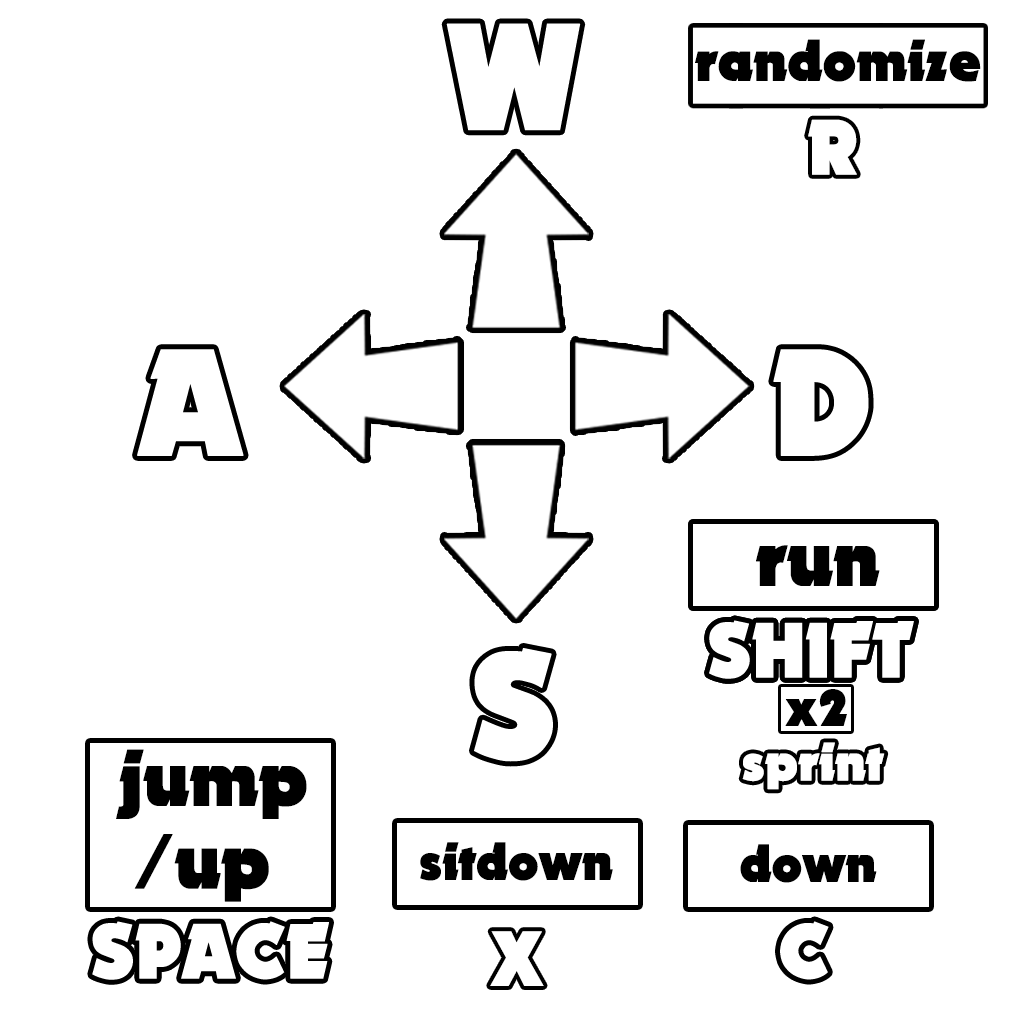 W
randomize
R
A
D
run
SHIFT
x2
sprint
S
jump
/up
SPACE
sitdown
X
down
C